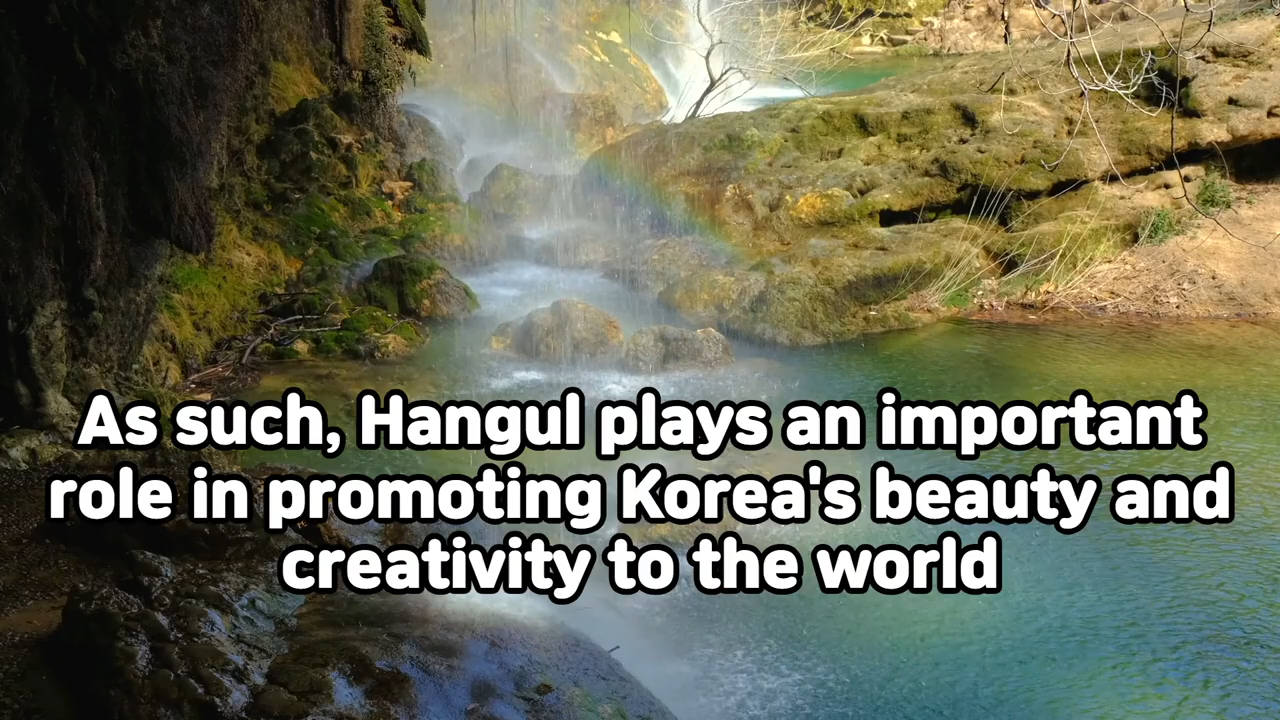 As such, Hangul plays an important
role in promoting Korea's beauty and
creativity to the world